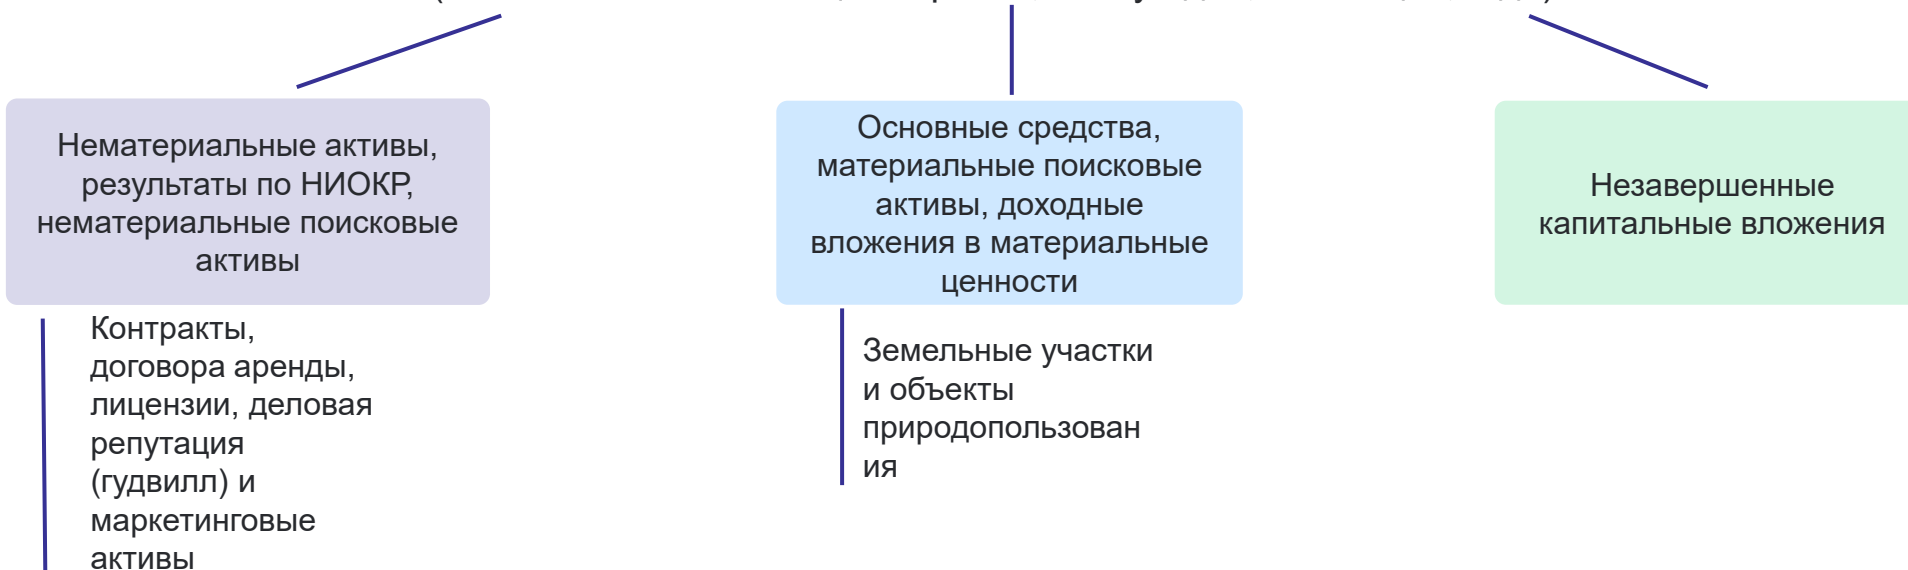 Нематериальные активы,
результаты по НИОКР,
нематериальные поисковые
активы
Контракты,
договора аренды,
лицензии, деловая
репутация
(гудвилл) и
маркетинговые
активы
Основные средства,
материальные поисковые
активы, доходные
вложения в материальные
ценности
Земельные участки
и объекты
природопользован
ия
Незавершенные
капитальные вложения